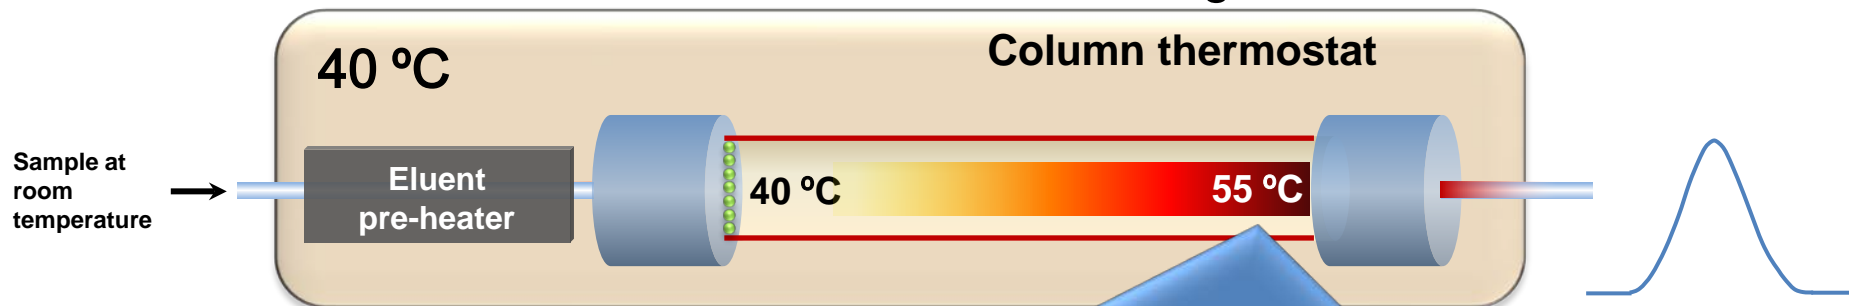 Column thermostat
40 ºC
Sample at
room
temperature
Eluent
pre-heater
40 ºC
55 ºC